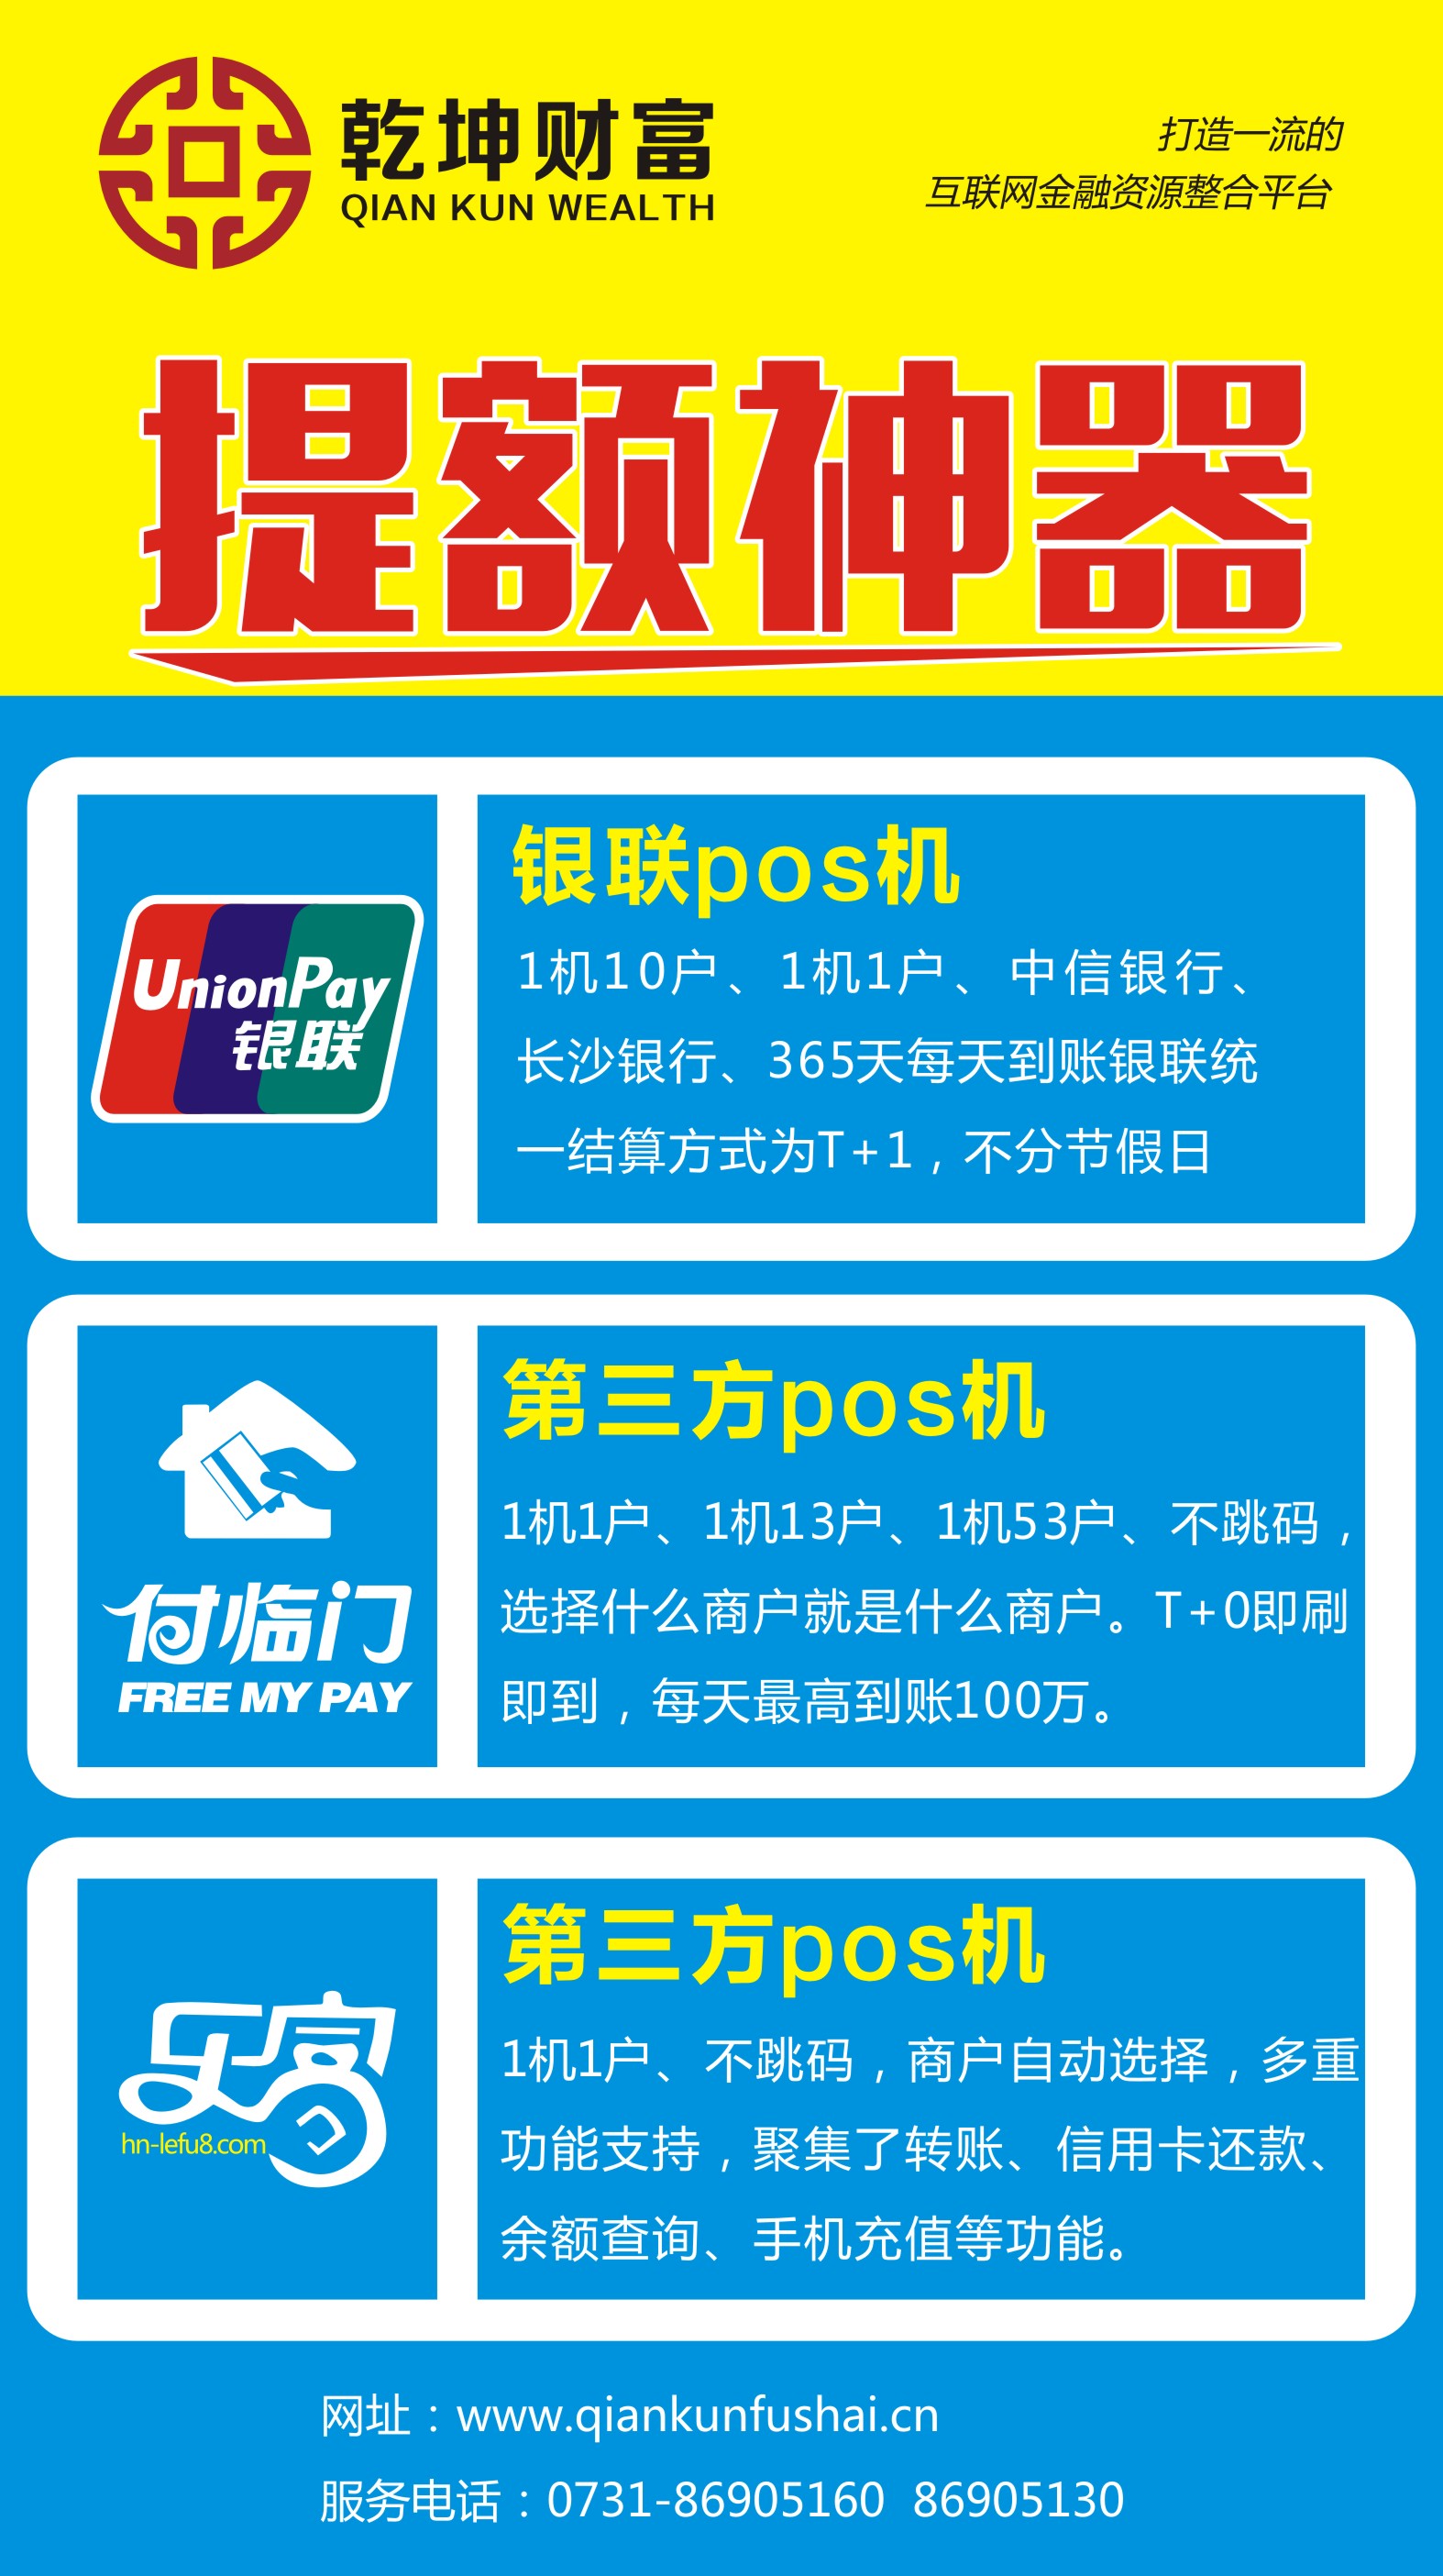 乾坤财富
QIAN KUN WEALTH
打造一流的
互联网金融资源整合平台
提额神器
UnionPay
银联
银联pos机
1机10户、1机1户、中信银行、
长沙银行、365天每天到账银联统
一结算方式为T+1，不分节假日
付临门
FREE MY PAY
第三方pos机
1机1户、1机13户、1机53户、不跳码，
选择什么商户就是什么商户。T+0即刷
即到，每天最高到账100万。
乐客
hn-lefu8.com
第三方pos机
1机1户、不跳码，商户自动选择，多重
功能支持，聚集了转账、信用卡还款、
余额查询、手机充值等功能。
网址：www.qiankunfushai.cn
服务电话：0731-86905160 86905130